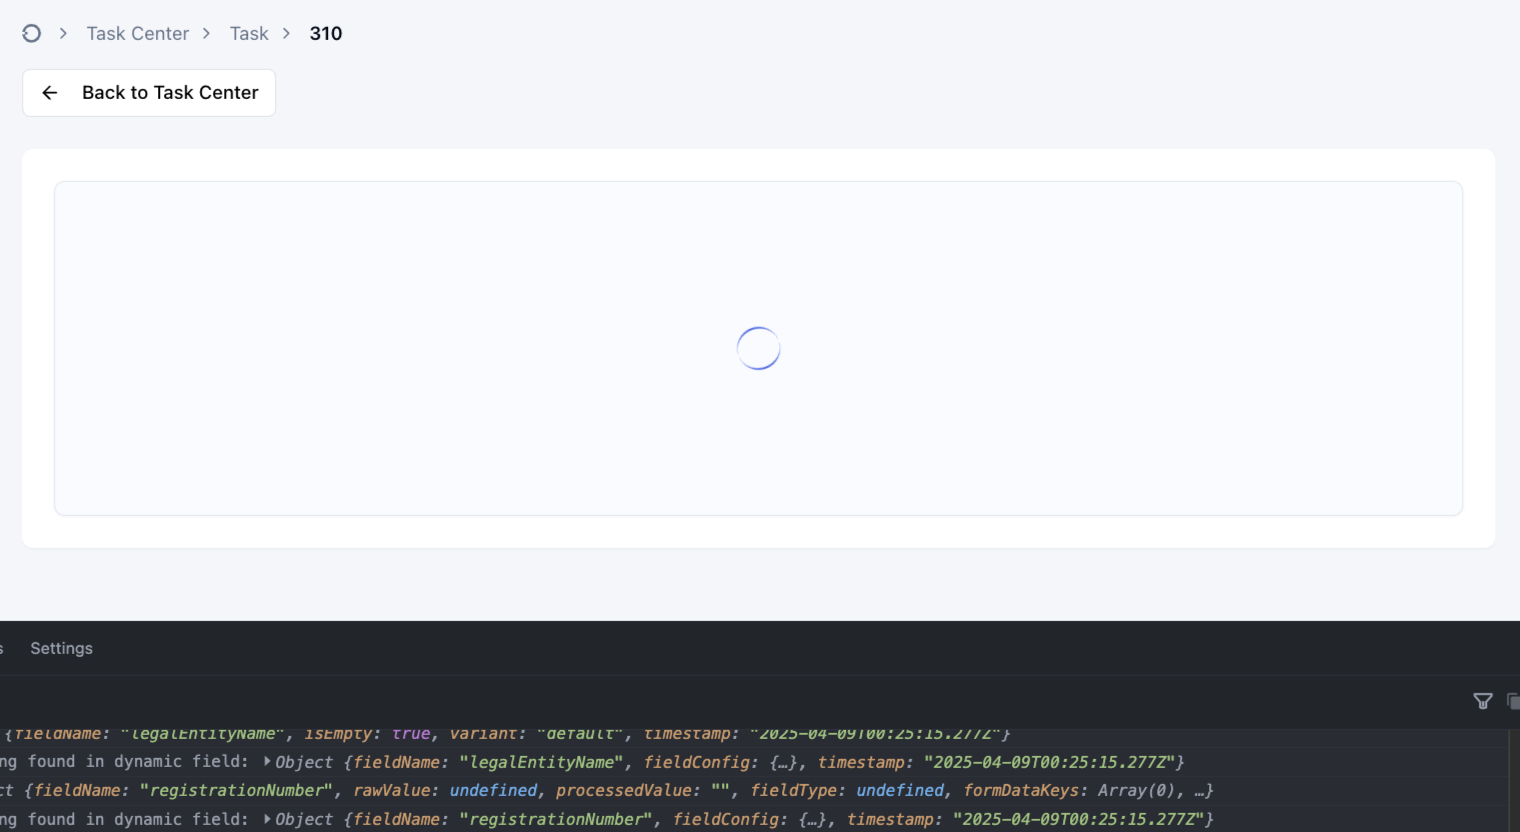 Task Center Task 310
Back to Task Center
s Settings
{fieldName: "legalEntityName", isEmpty: true, variant: "default", timestamp: "2025-04-09T00:25:15.277Z"}
ng found in dynamic field: Object {fieldName: "legalEntityName", fieldConfig: {…}, timestamp: "2025-04-09T00:25:15.277Z"}
ct {fieldName: "registrationNumber", rawValue: undefined, processedValue: "", fieldType: undefined, formDataKeys: Array(0), …}
ng found in dynamic field: Object {fieldName: "registrationNumber", fieldConfig: {…}, timestamp: "2025-04-09T00:25:15.277Z"}